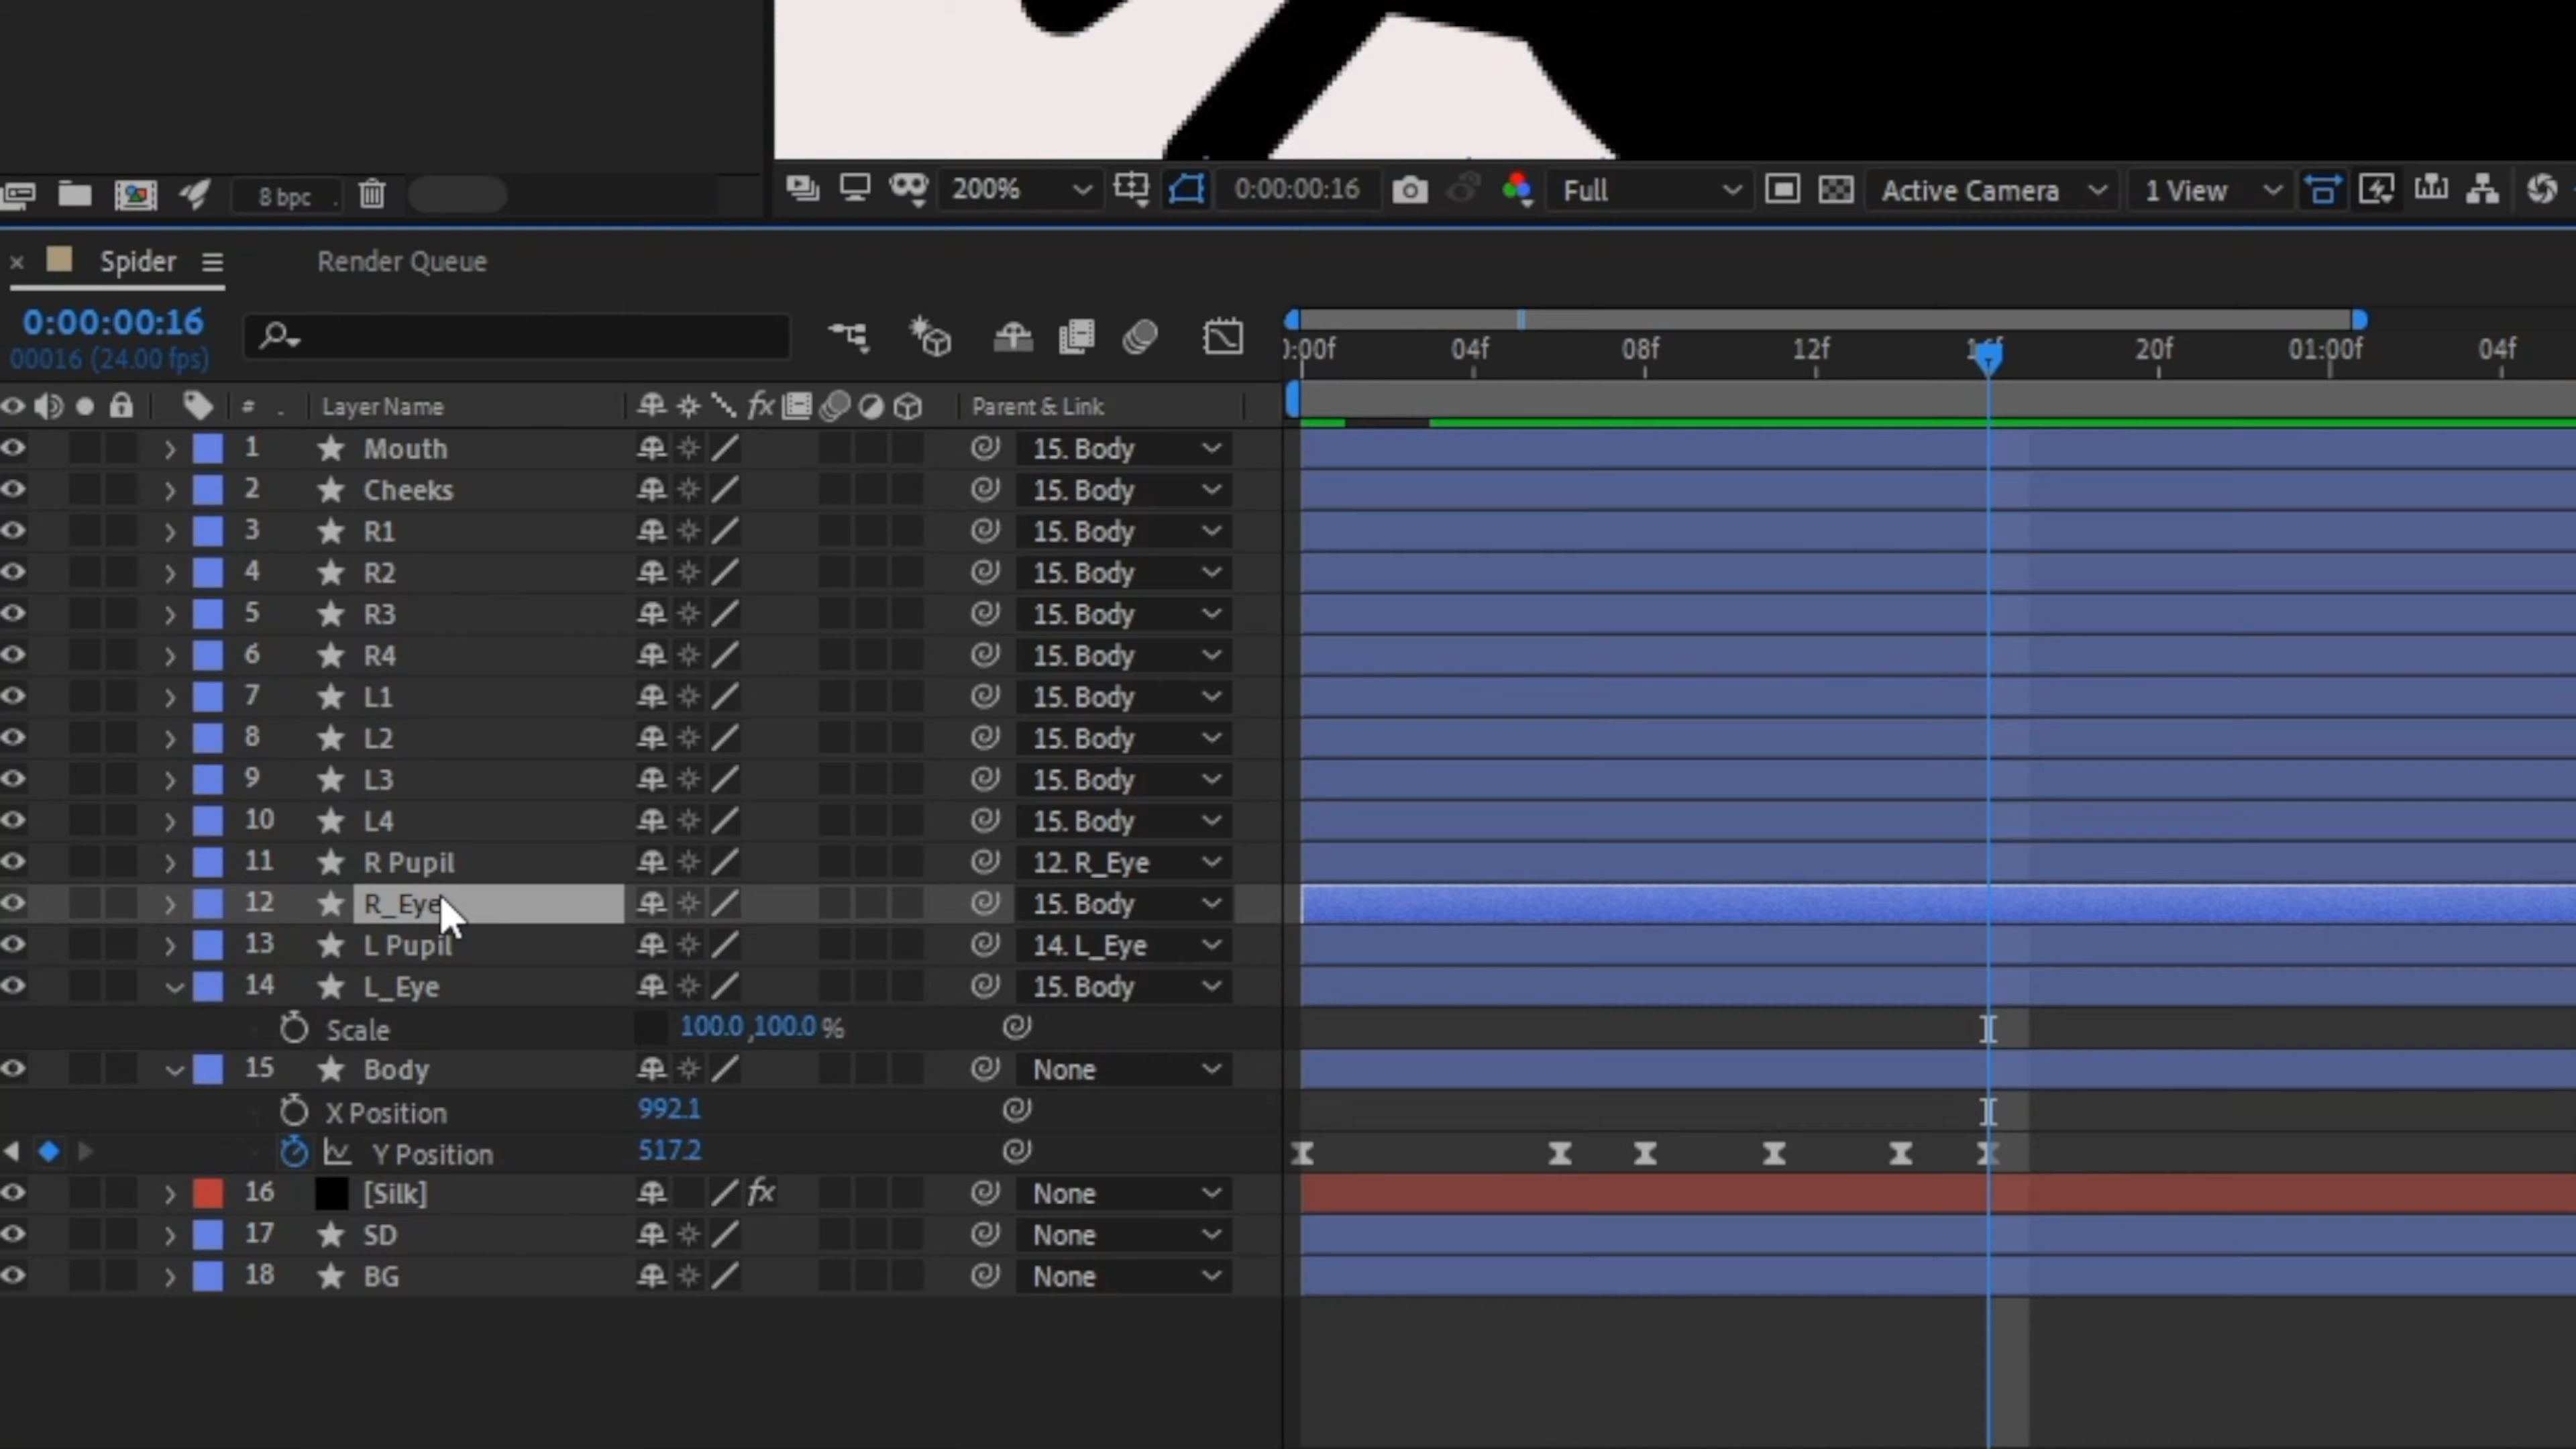 8 bpc
200%
0:00:00:16
Full
Active Camera
1 View
Spider
Render Queue
0:00:00:16
00016 (24.00 fps)
0:00f 04f 08f 12f 16f 20f 01:00f 04f
# Layer Name fx Parent & Link
1 Mouth 15. Body
2 Cheeks 15. Body
3 R1 15. Body
4 R2 15. Body
5 R3 15. Body
6 R4 15. Body
7 L1 15. Body
8 L2 15. Body
9 L3 15. Body
10 L4 15. Body
11 R Pupil 12. R_Eye
12 R_Eye 15. Body
13 L Pupil 14. L_Eye
14 L_Eye 15. Body
Scale 100.0,100.0%
15 Body None
X Position 992.1
Y Position 517.2
16 [Silk] fx None
17 SD None
18 BG None